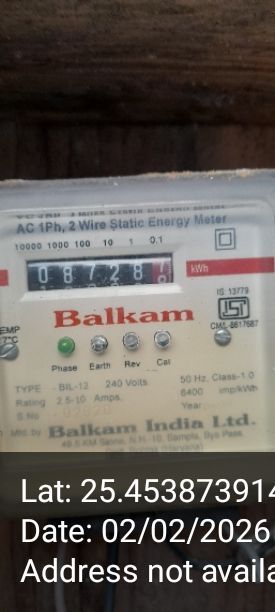 AC 1Ph, 2 Wire Static Energy Meter
10000 1000 100 10 1 0.1
08728 kWh
IS 13779
ISI
CM/L-8617687
Balkam
Phase Earth Rev Cal
TYPE - BIL-12 240 Volts 50 Hz. Class-1.0
Rating 2.5-10 Amps. 6400 imp/kWh
S.No Year
Mfd. by Balkam India Ltd.
Lat: 25.453873914
Date: 02/02/2026
Address not availa